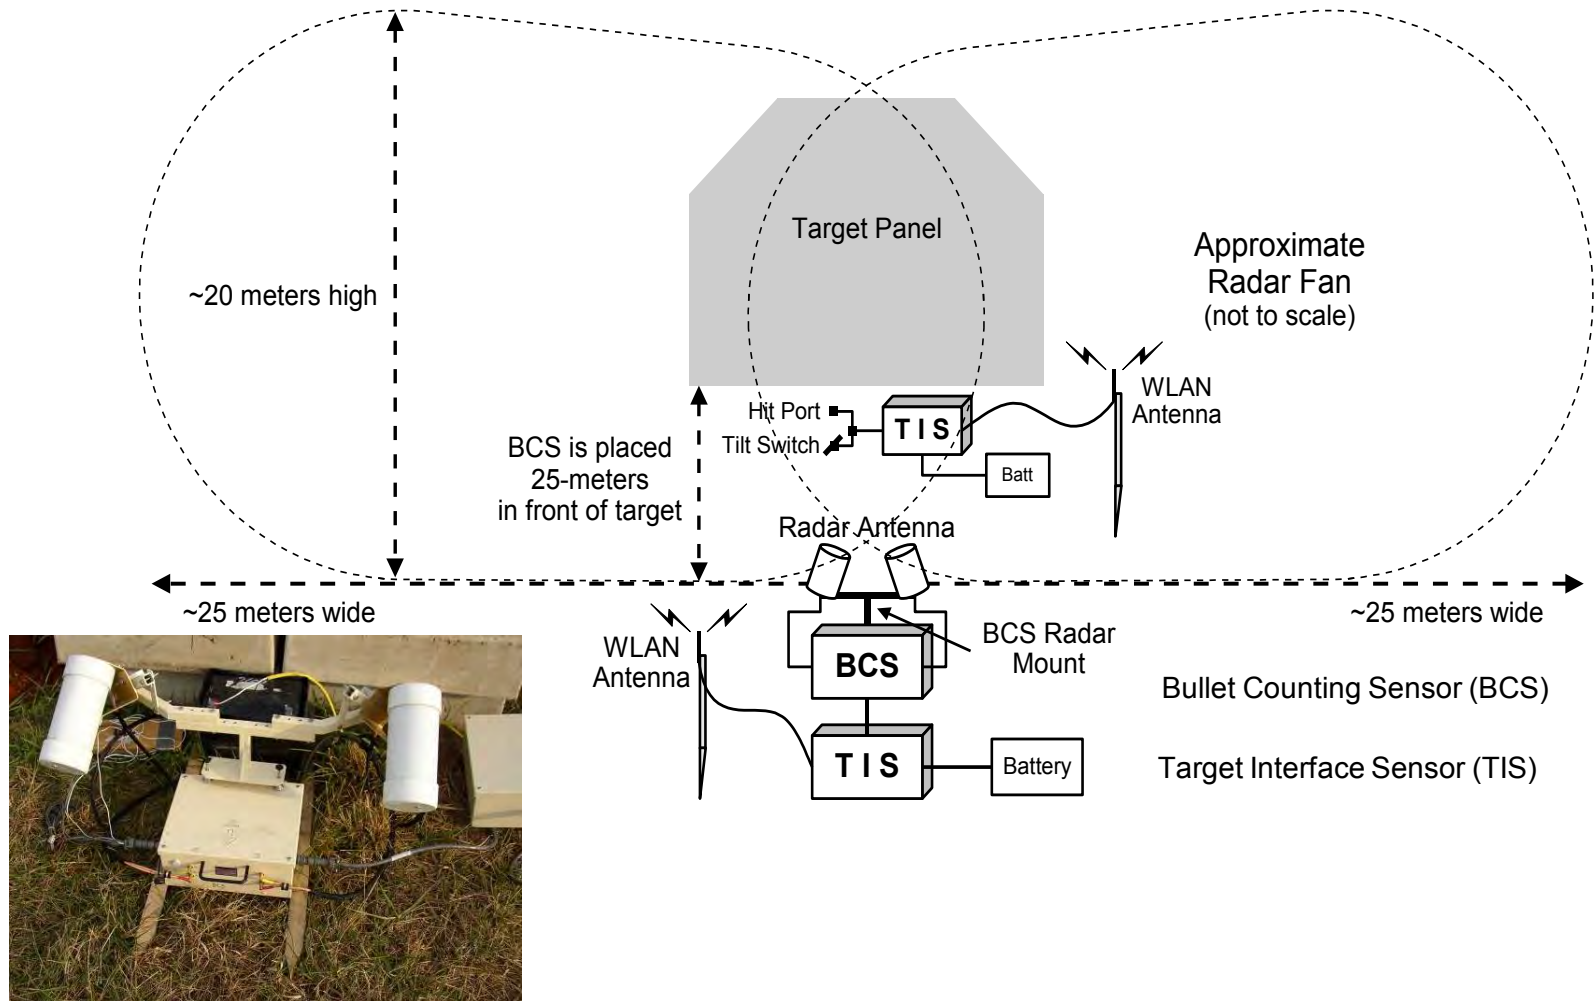 Target Panel
Approximate
Radar Fan
(not to scale)
~20 meters high
WLAN
Antenna
Hit Port
TIS
Tilt Switch
BCS is placed
25-meters
in front of target
Batt
Radar Antenna
~25 meters wide
~25 meters wide
WLAN
Antenna
BCS Radar
Mount
BCS
Bullet Counting Sensor (BCS)
TIS
Battery
Target Interface Sensor (TIS)